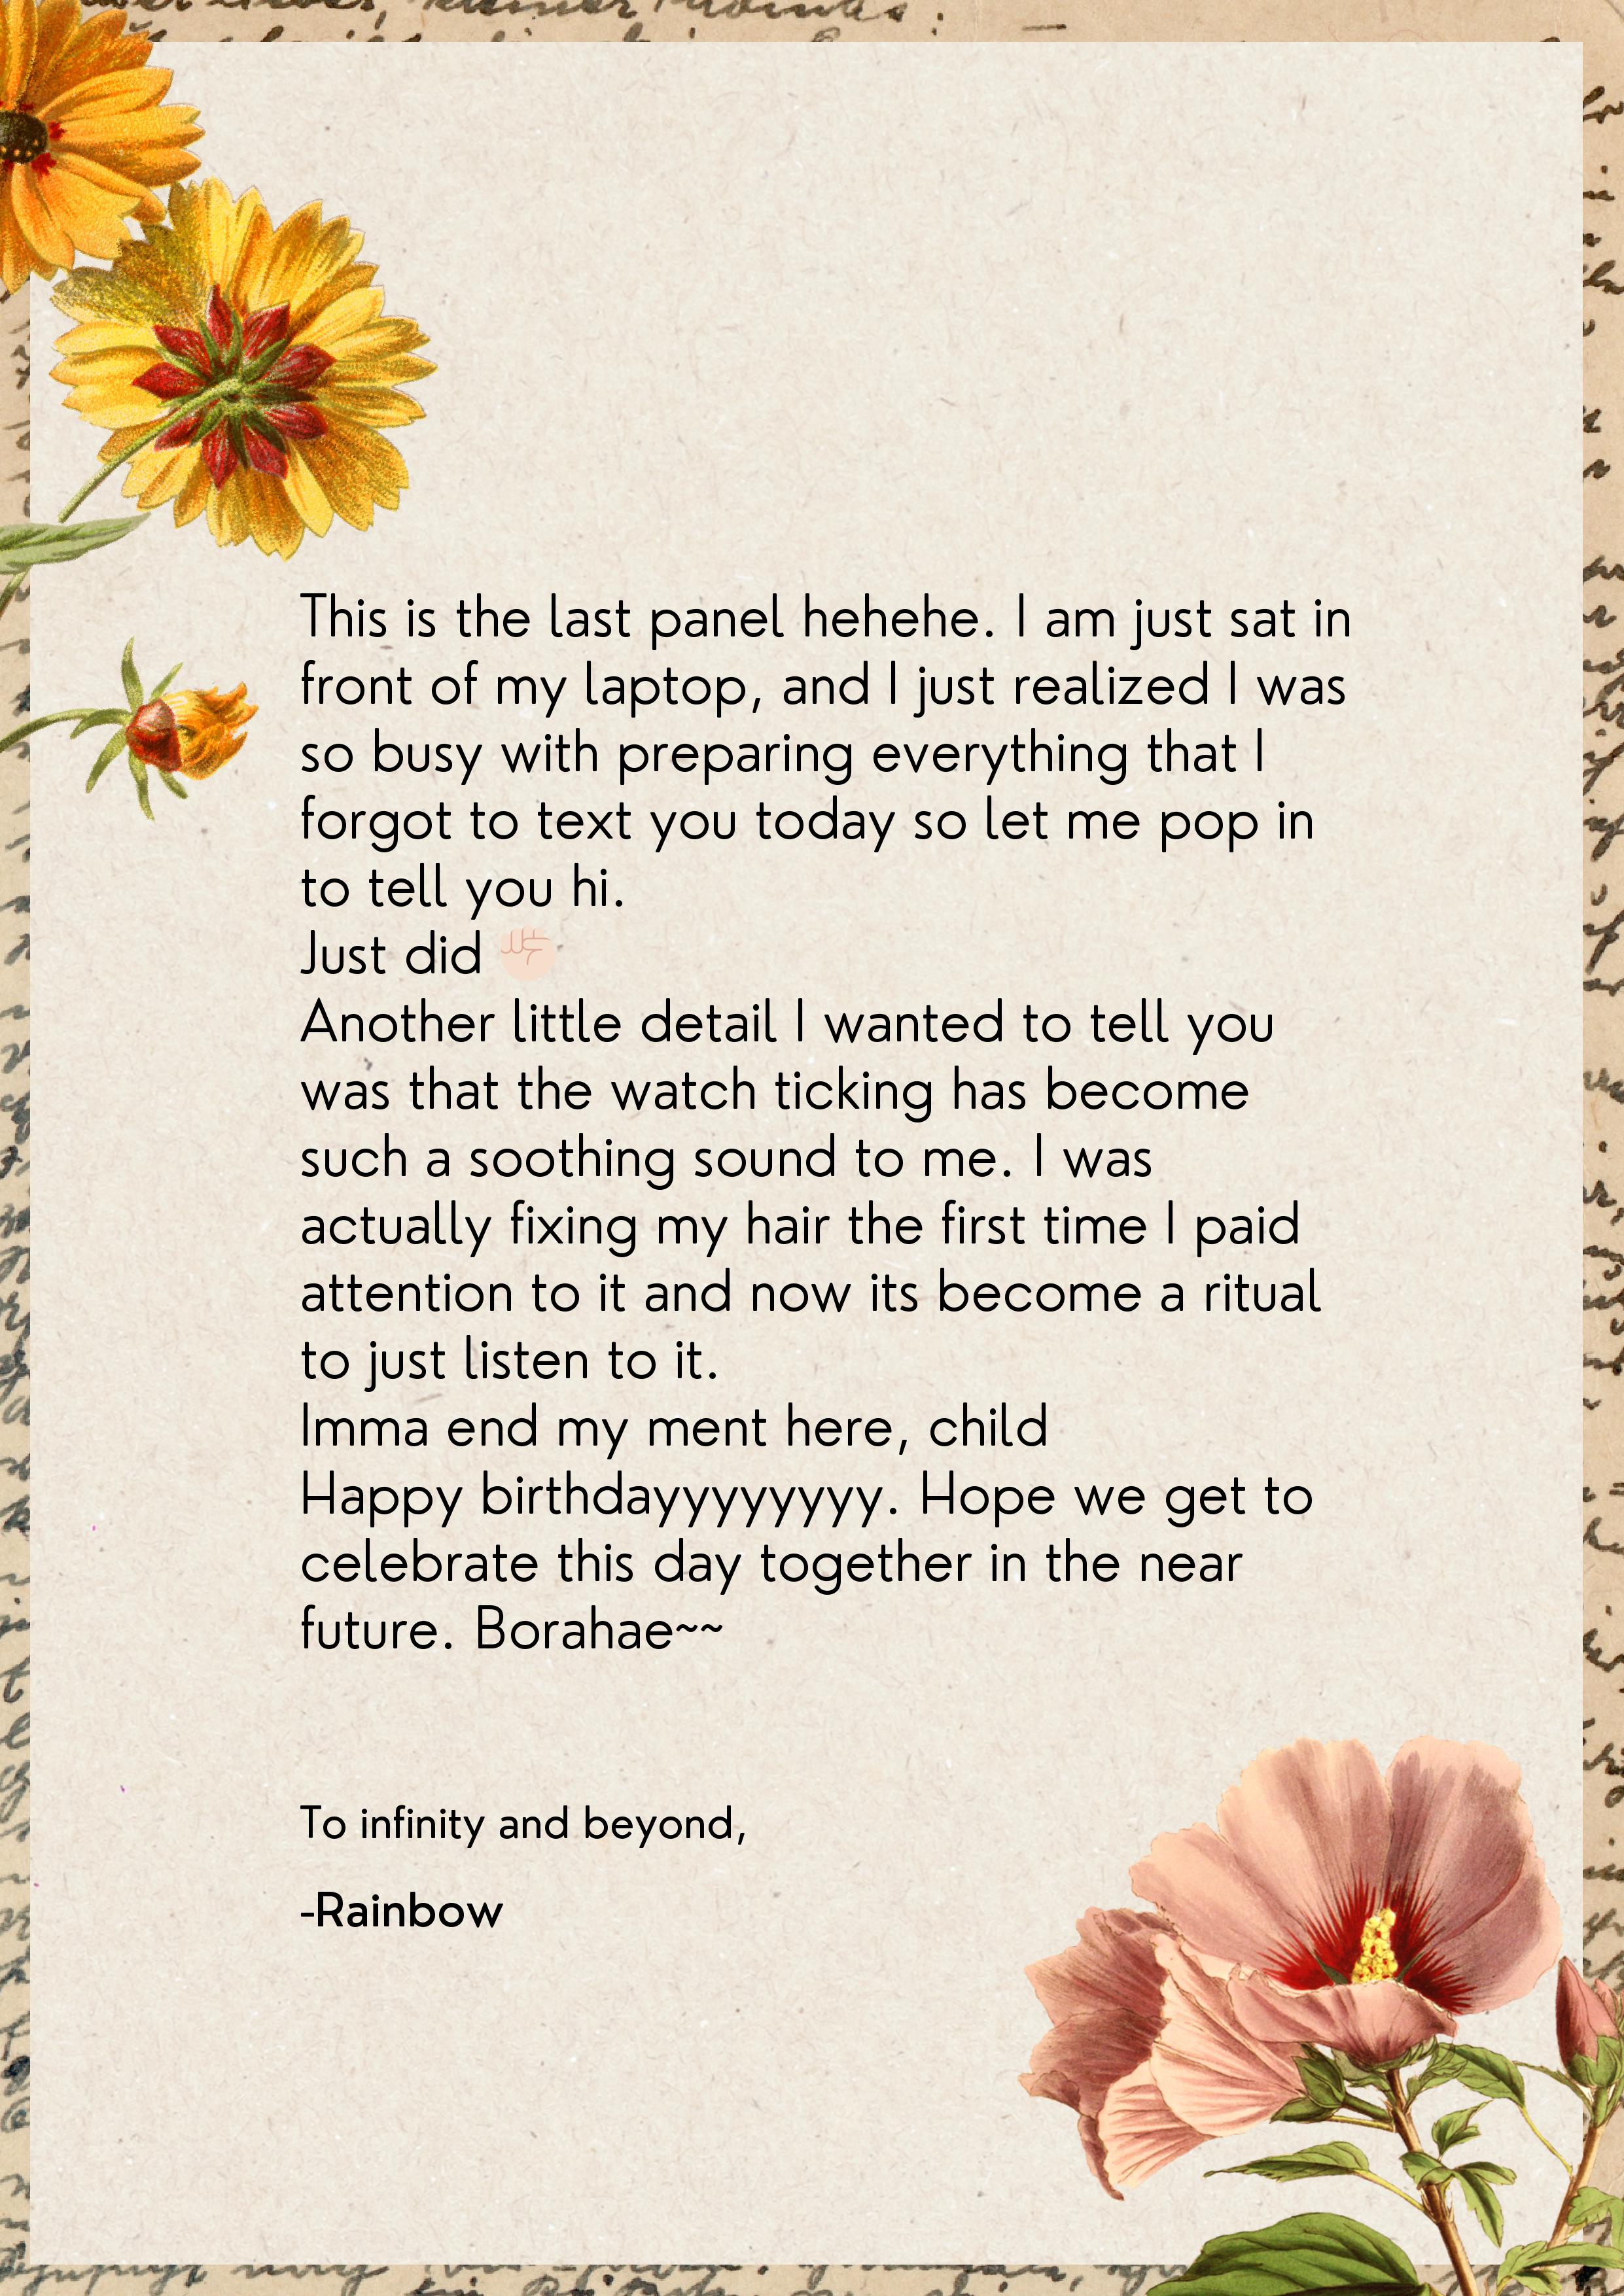 This is the last panel hehehe. I am just sat in
front of my laptop, and I just realized I was
so busy with preparing everything that I
forgot to text you today so let me pop in
to tell you hi.
Just did ✊🏻
Another little detail I wanted to tell you
was that the watch ticking has become
such a soothing sound to me. I was
actually fixing my hair the first time I paid
attention to it and now its become a ritual
to just listen to it.
Imma end my ment here, child
Happy birthdayyyyyyyyy. Hope we get to
celebrate this day together in the near
future. Borahae~~
To infinity and beyond,
-Rainbow